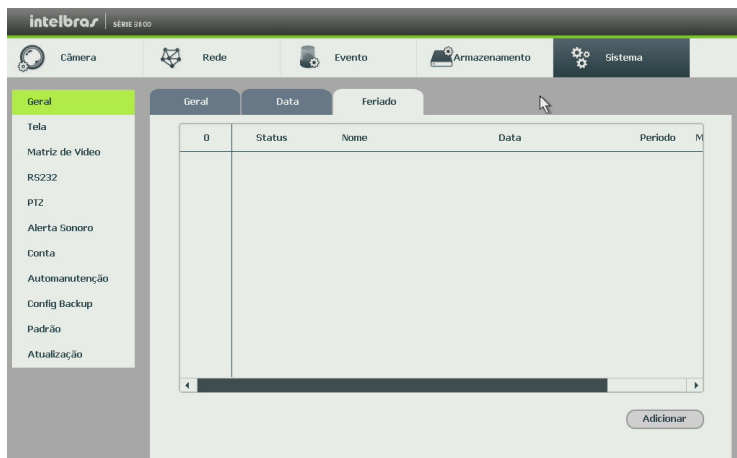 intelbras | SÉRIE 3100
Câmera Rede Evento Armazenamento Sistema
Geral
Tela
Matriz de Vídeo
RS232
PTZ
Alerta Sonoro
Conta
Automanutenção
Config Backup
Padrão
Atualização
Geral Data Feriado
0 Status Nome Data Periodo M
Adicionar